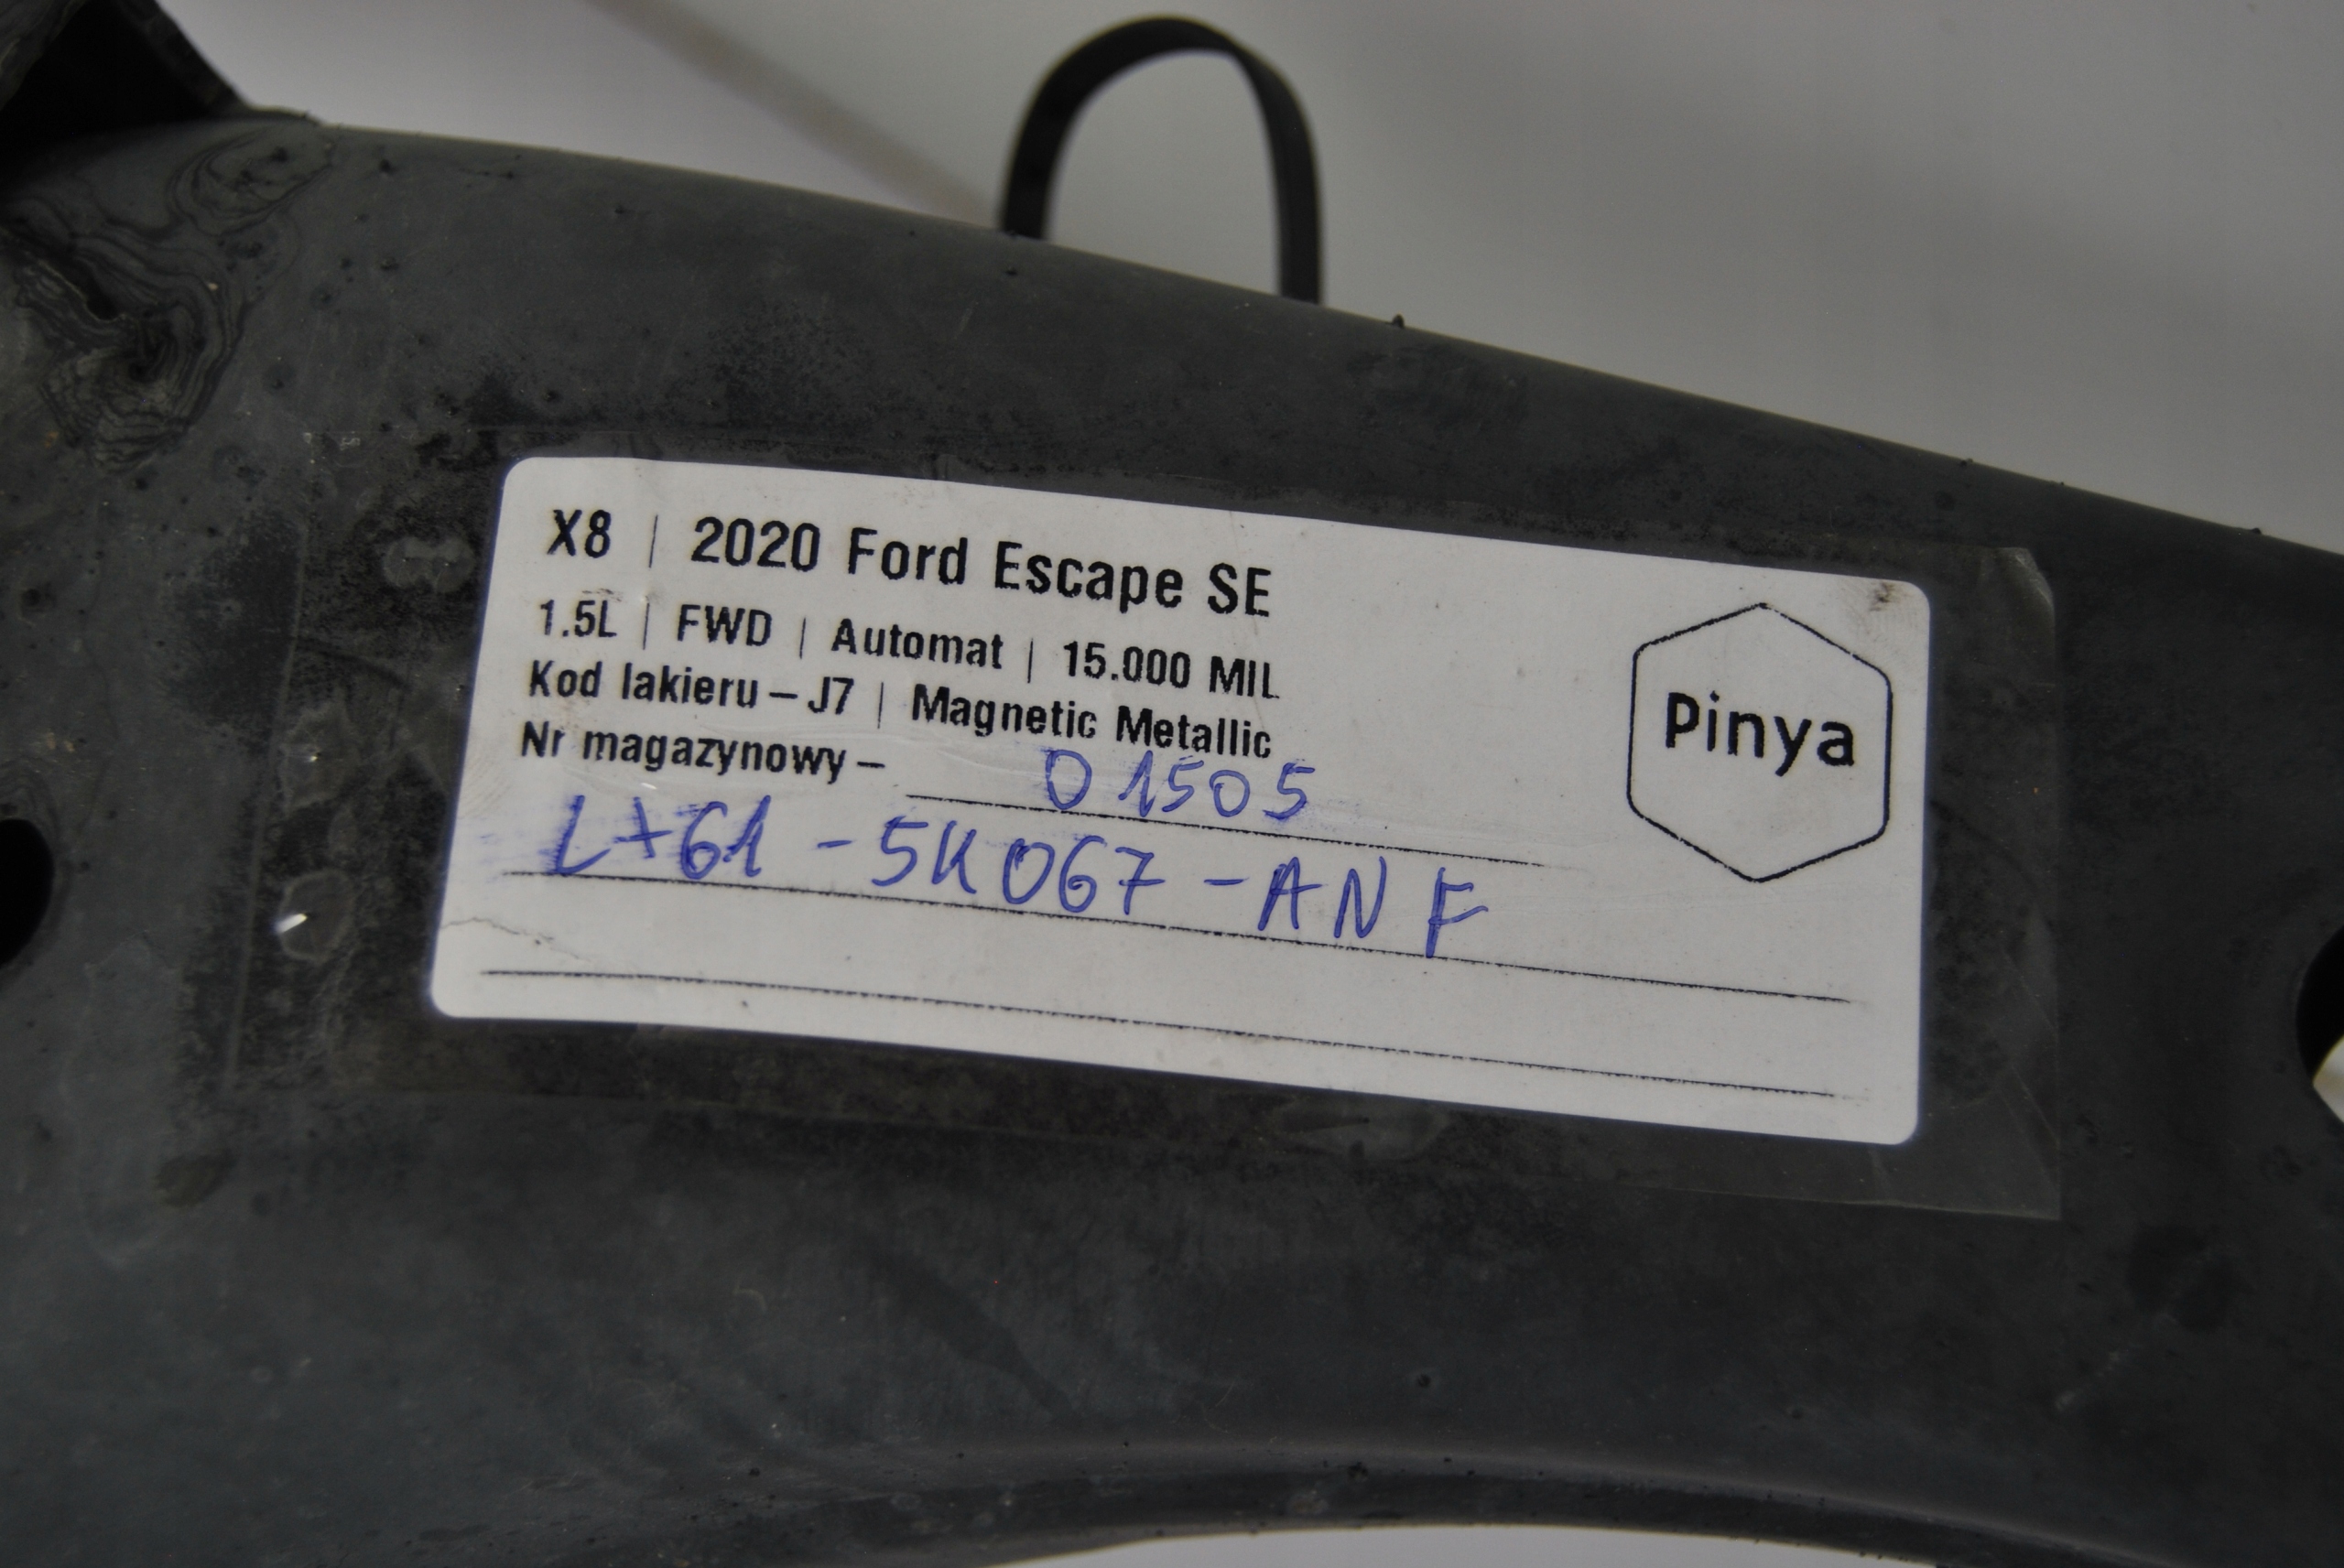 X8 | 2020 Ford Escape SE
1.5L | FWD | Automat | 15.000 MIL
Kod lakieru – J7 | Magnetic Metallic
Nr magazynowy – 01505
LX61 - 5K067 - ANF
Pinya